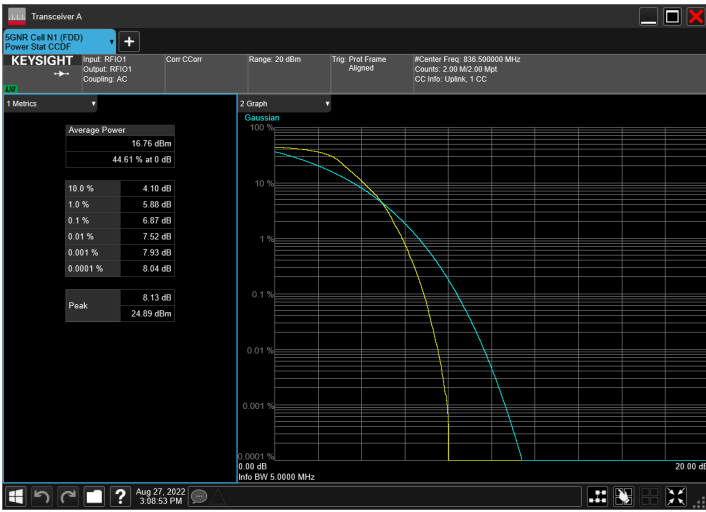 Transceiver A
5GNR Cell N1 (FDD)
Power Stat CCDF
KEYSIGHT
Input: RFIO1
Output: RFIO1
Coupling: AC
Corr CCorr
Range: 20 dBm
Trig: Prot Frame
Aligned
#Center Freq: 836.500000 MHz
Counts: 2.00 M/2.00 Mpt
CC Info: Uplink, 1 CC
LXI
1 Metrics
Average Power
16.76 dBm
44.61 % at 0 dB
10.0 % 4.10 dB
1.0 % 5.88 dB
0.1 % 6.87 dB
0.01 % 7.52 dB
0.001 % 7.93 dB
0.0001 % 8.04 dB
Peak
8.13 dB
24.89 dBm
2 Graph
Gaussian
100 %
10 %
1 %
0.1 %
0.01 %
0.001 %
0.0001 %
0.00 dB
20.00 dB
Info BW 5.0000 MHz
?
Aug 27, 2022
3:08:53 PM